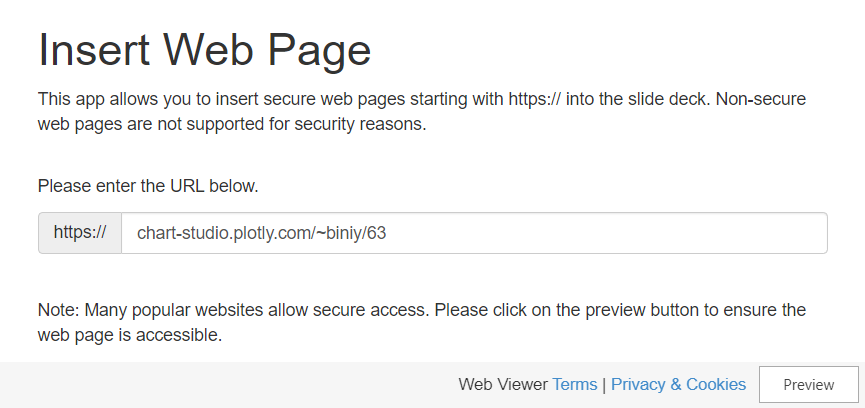 Insert Web Page
This app allows you to insert secure web pages starting with https:// into the slide deck. Non-secure
web pages are not supported for security reasons.
Please enter the URL below.
https:// chart-studio.plotly.com/~biniy/63
Note: Many popular websites allow secure access. Please click on the preview button to ensure the
web page is accessible.
Web Viewer Terms | Privacy & Cookies Preview